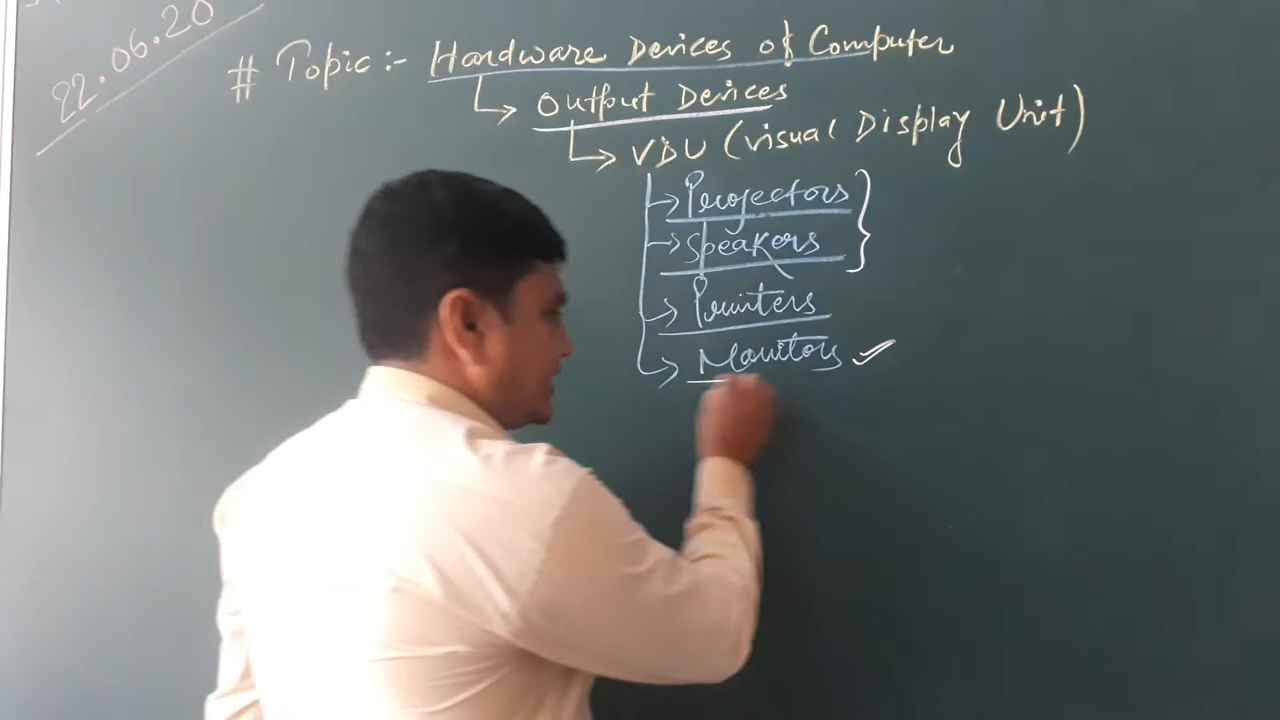 22.06.20
# Topic:- Hardware Devices of Computer
Output Devices
VDU (Visual Display Unit)
Projectors
Speakers
Printers
Monitors